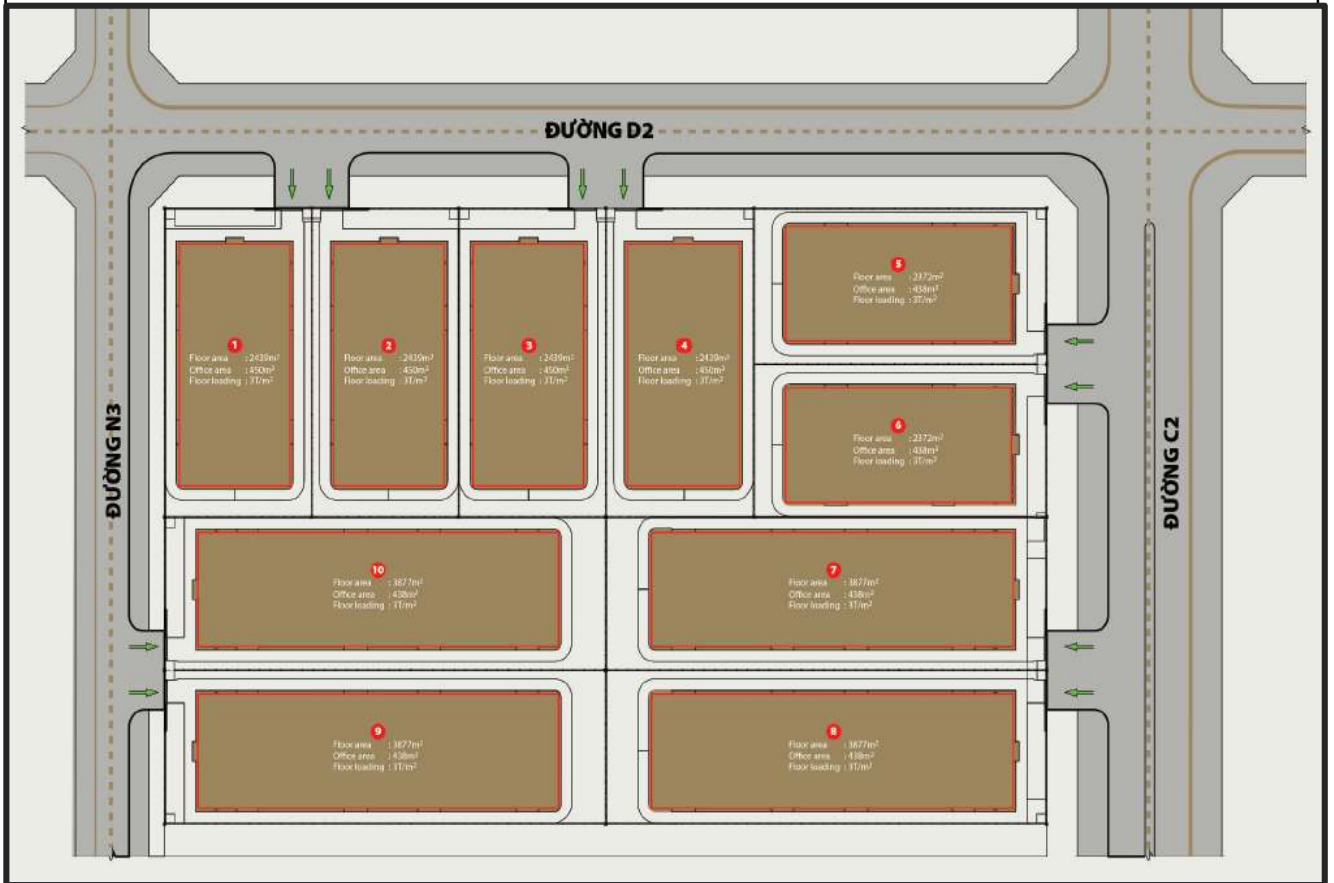 ĐƯỜNG D2
ĐƯỜNG N3
ĐƯỜNG C2
1
Floor area : 2439m²
Office area : 450m²
Floor loading : 3T/m²
2
Floor area : 2439m²
Office area : 450m²
Floor loading : 3T/m²
3
Floor area : 2439m²
Office area : 450m²
Floor loading : 3T/m²
4
Floor area : 2439m²
Office area : 450m²
Floor loading : 3T/m²
5
Floor area : 2372m²
Office area : 438m²
Floor loading : 3T/m²
6
Floor area : 2372m²
Office area : 438m²
Floor loading : 3T/m²
10
Floor area : 3877m²
Office area : 438m²
Floor loading : 3T/m²
7
Floor area : 3877m²
Office area : 438m²
Floor loading : 3T/m²
9
Floor area : 3877m²
Office area : 438m²
Floor loading : 3T/m²
8
Floor area : 3877m²
Office area : 438m²
Floor loading : 3T/m²